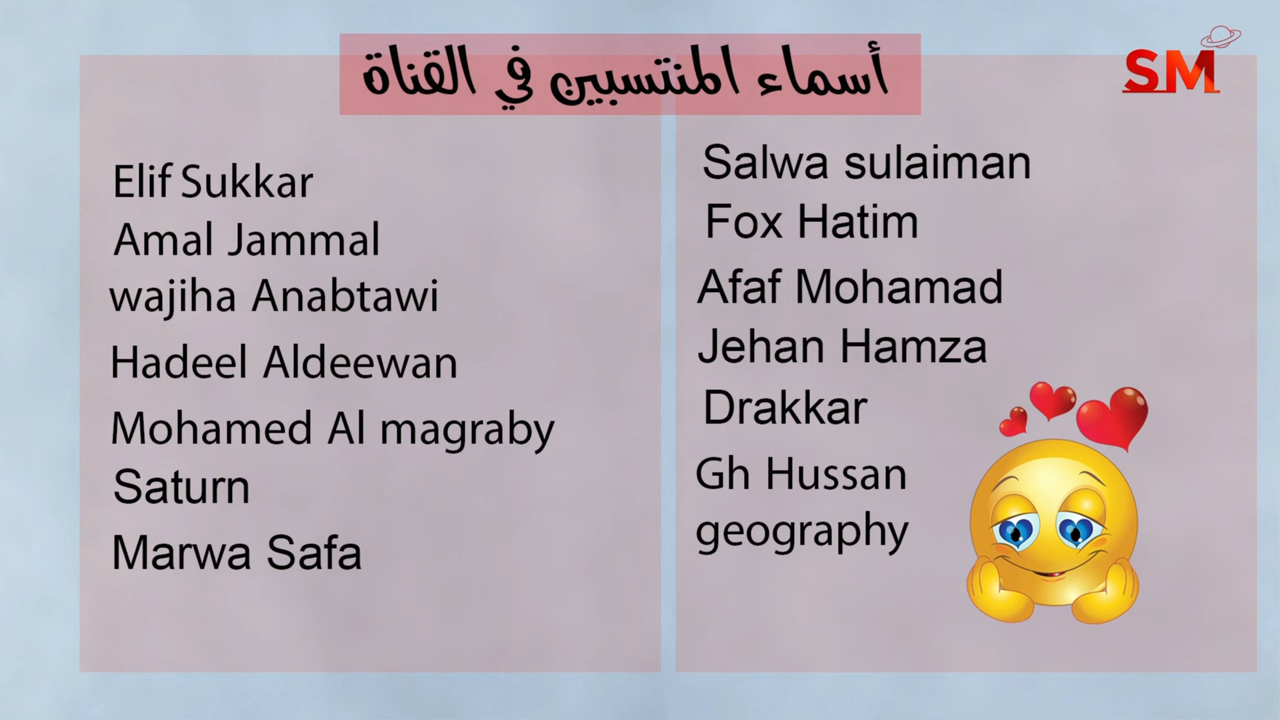 أسماء المنتسبين في القناة
SM
Elif Sukkar
Amal Jammal
wajiha Anabtawi
Hadeel Aldeewan
Mohamed Al magraby
Saturn
Marwa Safa
Salwa sulaiman
Fox Hatim
Afaf Mohamad
Jehan Hamza
Drakkar
Gh Hussan
geography